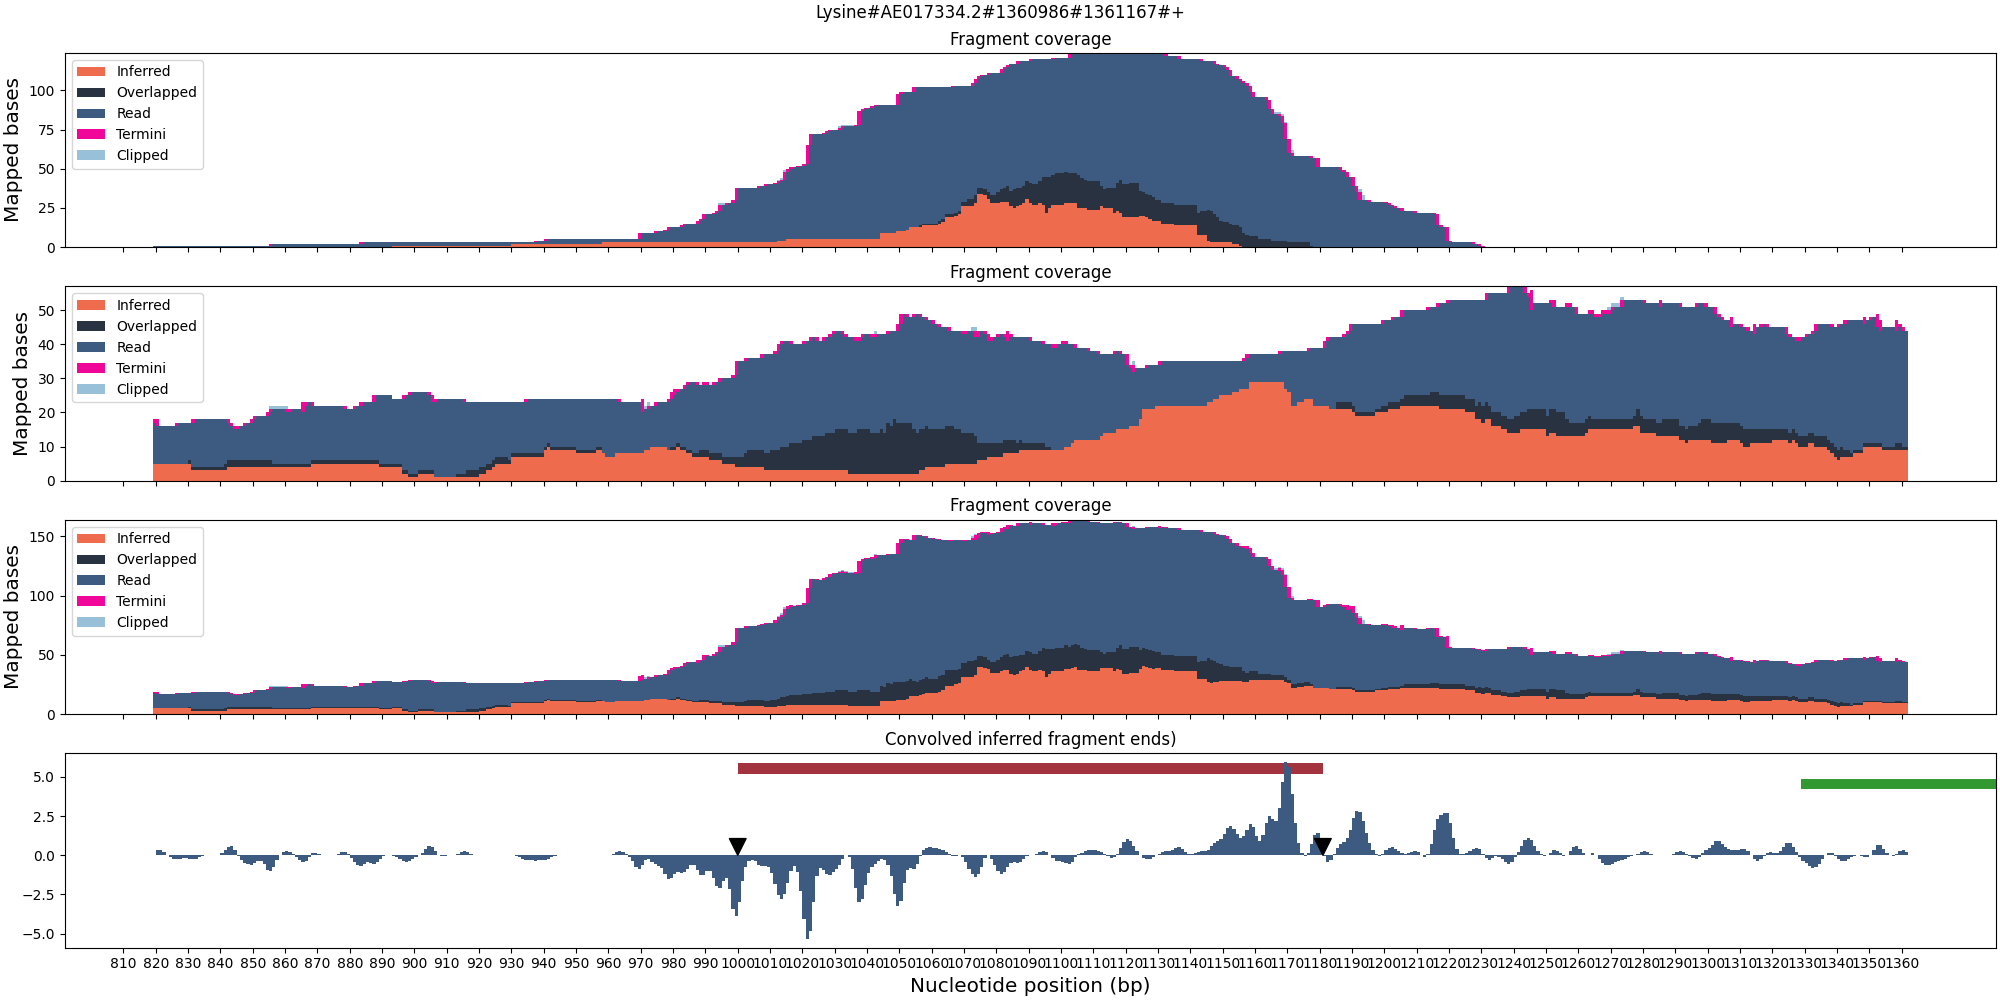 Lysine#AE017334.2#1360986#1361167#+
Fragment coverage
Mapped bases
100
75
50
25
0
Inferred
Overlapped
Read
Termini
Clipped
Fragment coverage
Mapped bases
50
40
30
20
10
0
Inferred
Overlapped
Read
Termini
Clipped
Fragment coverage
Mapped bases
150
100
50
0
Inferred
Overlapped
Read
Termini
Clipped
Convolved inferred fragment ends)
5.0
2.5
0.0
−2.5
−5.0
810 820 830 840 850 860 870 880 890 900 910 920 930 940 950 960 970 980 990 1000 1010 1020 1030 1040 1050 1060 1070 1080 1090 1100 1110 1120 1130 1140 1150 1160 1170 1180 1190 1200 1210 1220 1230 1240 1250 1260 1270 1280 1290 1300 1310 1320 1330 1340 1350 1360
Nucleotide position (bp)